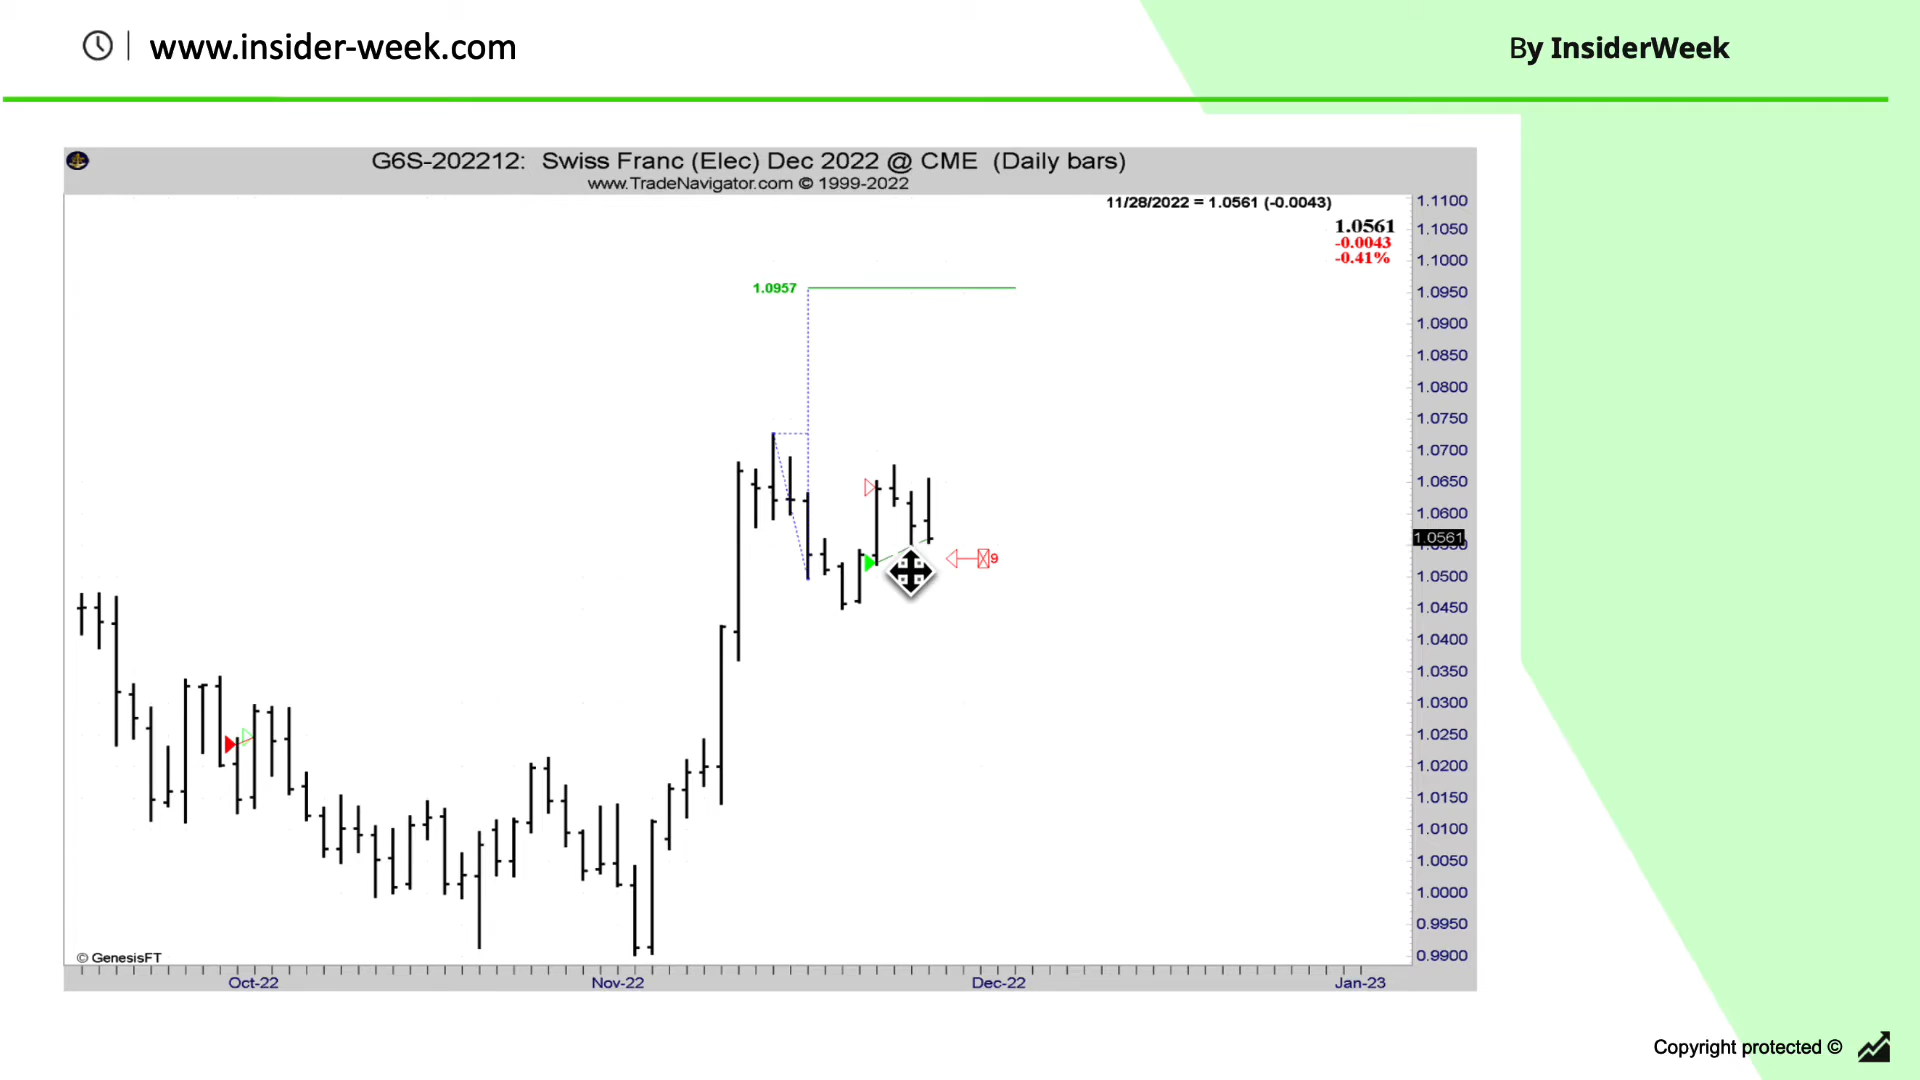 www.insider-week.com
By InsiderWeek
G6S-202212: Swiss Franc (Elec) Dec 2022 @ CME (Daily bars)
www.TradeNavigator.com © 1999-2022
11/28/2022 = 1.0561 (-0.0043)
1.0561
-0.0043
-0.41%
1.1100
1.1050
1.1000
1.0950
1.0900
1.0850
1.0800
1.0750
1.0700
1.0650
1.0600
1.0561
1.0500
1.0450
1.0400
1.0350
1.0300
1.0250
1.0200
1.0150
1.0100
1.0050
1.0000
0.9950
0.9900
1.0957
9
© GenesisFT
Oct-22
Nov-22
Dec-22
Jan-23
Copyright protected ©